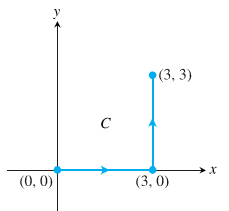 y
(3, 3)
C
x
(0, 0)
(3, 0)